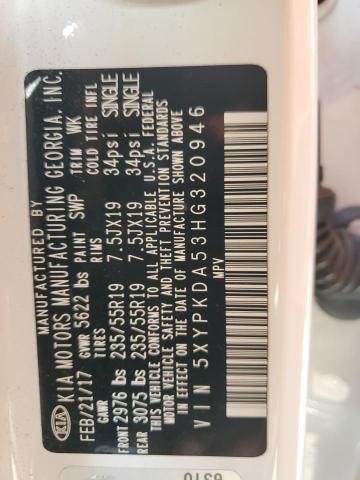 MANUFACTURED BY
KIA KIA MOTORS MANUFACTURING GEORGIA, INC.
FEB/21/17 GVWR 5622 lbs PAINT SWP TRIM WK
GAWR TIRES RIMS COLD TIRE INFL
FRONT 2976 lbs 235/55R19 7.5JX19 34psi SINGLE
REAR 3075 lbs 235/55R19 7.5JX19 34psi SINGLE
THIS VEHICLE CONFORMS TO ALL APPLICABLE U.S.A. FEDERAL
MOTOR VEHICLE SAFETY AND THEFT PREVENTION STANDARDS
IN EFFECT ON THE DATE OF MANUFACTURE SHOWN ABOVE
VIN 5XYPKDA53HG320946
MPV